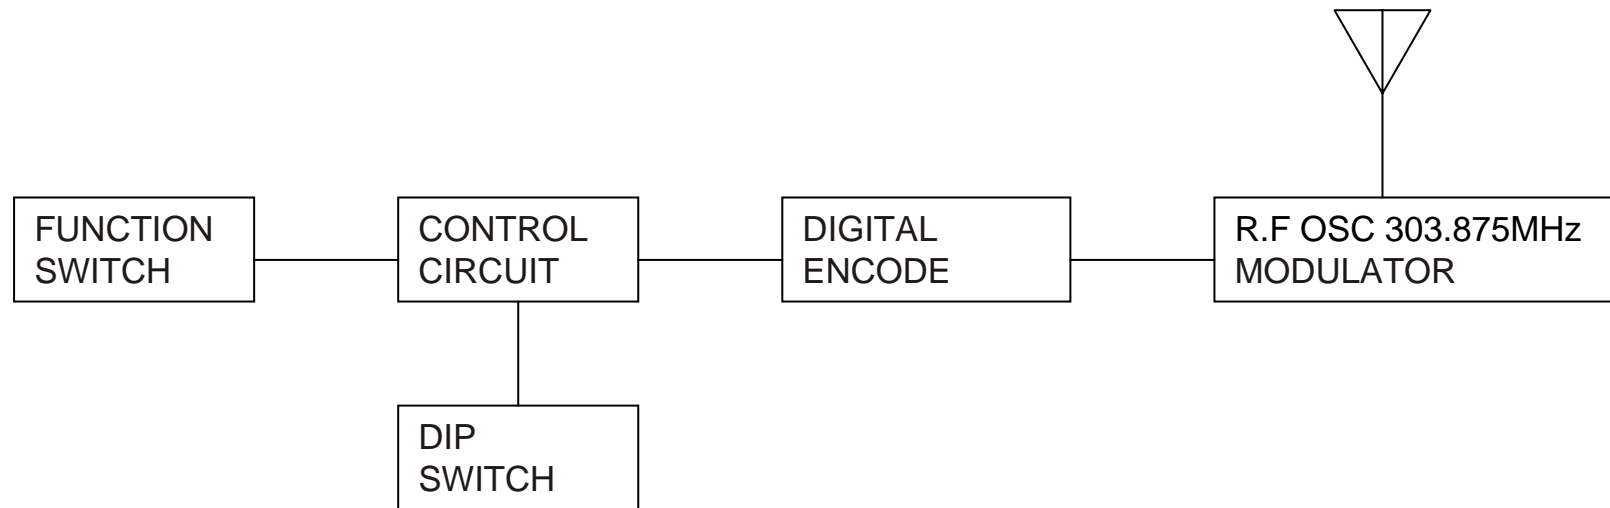 FUNCTION
SWITCH
CONTROL
CIRCUIT
DIGITAL
ENCODE
R.F OSC 303.875MHz
MODULATOR
DIP
SWITCH